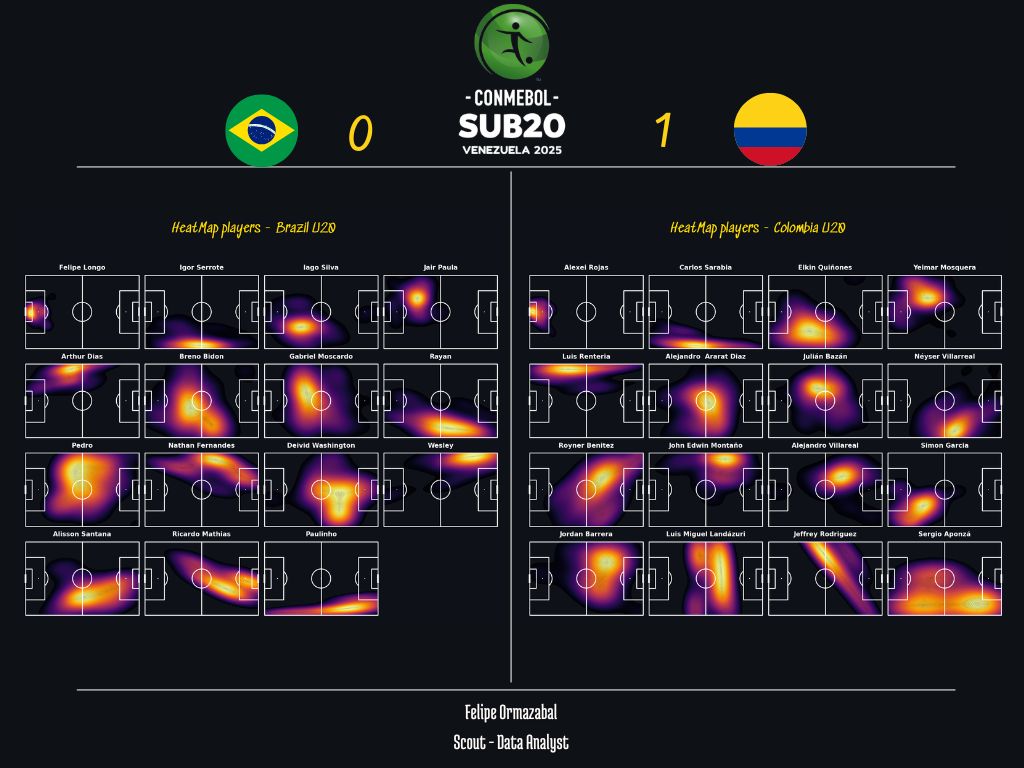 - CONMEBOL -
SUB20
VENEZUELA 2025
0
1
HeatMap players - Brazil U20
Felipe Longo
Igor Serrote
Iago Silva
Jair Paula
Arthur Dias
Breno Bidon
Gabriel Moscardo
Rayan
Pedro
Nathan Fernandes
Deivid Washington
Wesley
Alisson Santana
Ricardo Mathias
Paulinho
HeatMap players - Colombia U20
Alexei Rojas
Carlos Sarabia
Elkin Quiñones
Yeimar Mosquera
Luis Renteria
Alejandro Ararat Diaz
Julián Bazán
Néyser Villarreal
Royner Benitez
John Edwin Montaño
Alejandro Villareal
Simon Garcia
Jordan Barrera
Luis Miguel Landázuri
Jeffrey Rodriguez
Sergio Aponzá
Felipe Ormazabal
Scout - Data Analyst